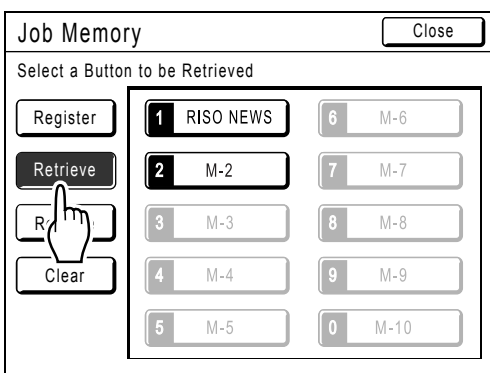 Job Memory
Close
Select a Button to be Retrieved
Register
Retrieve
Clear
1 RISO NEWS
2 M-2
3 M-3
4 M-4
5 M-5
6 M-6
7 M-7
8 M-8
9 M-9
0 M-10